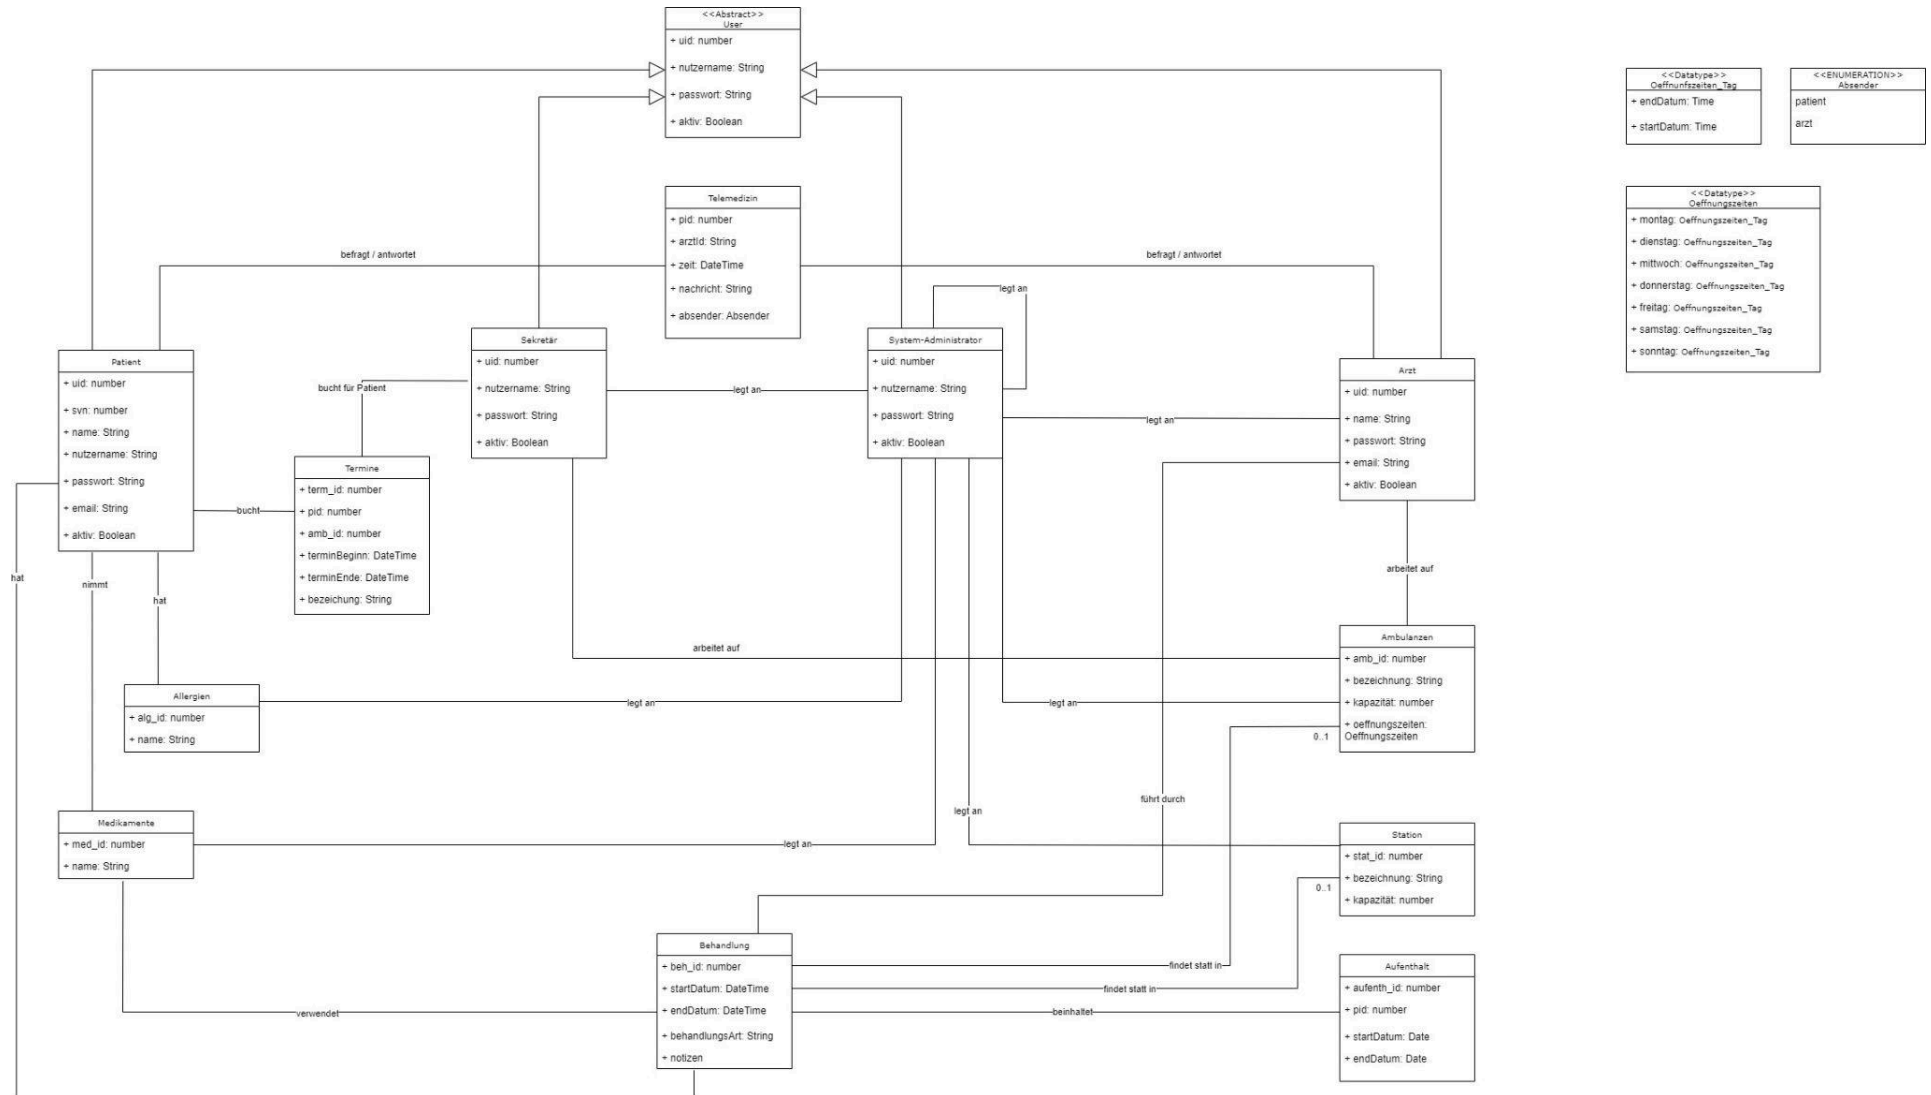 <<Abstract>>
User
+ uid: number
+ nutzername: String
+ passwort: String
+ aktiv: Boolean
<<Datatype>>
Oeffnunfszeiten_Tag
+ endDatum: Time
+ startDatum: Time
<<ENUMERATION>>
Absender
patient
arzt
Telemedizin
+ pid: number
+ arztId: String
+ zeit: DateTime
+ nachricht: String
+ absender: Absender
<<Datatype>>
Oeffnungszeiten
+ montag: Oeffnungszeiten_Tag
+ dienstag: Oeffnungszeiten_Tag
+ mittwoch: Oeffnungszeiten_Tag
+ donnerstag: Oeffnungszeiten_Tag
+ freitag: Oeffnungszeiten_Tag
+ samstag: Oeffnungszeiten_Tag
+ sonntag: Oeffnungszeiten_Tag
befragt / antwortet
befragt / antwortet
legt an
Patient
+ uid: number
+ svn: number
+ name: String
+ nutzername: String
+ passwort: String
+ email: String
+ aktiv: Boolean
bucht für Patient
Sekretär
+ uid: number
+ nutzername: String
+ passwort: String
+ aktiv: Boolean
legt an
System-Administrator
+ uid: number
+ nutzername: String
+ passwort: String
+ aktiv: Boolean
legt an
Arzt
+ uid: number
+ name: String
+ passwort: String
+ email: String
+ aktiv: Boolean
bucht
Termine
+ term_id: number
+ pid: number
+ amb_id: number
+ terminBeginn: DateTime
+ terminEnde: DateTime
+ bezeichung: String
hat
nimmt
hat
arbeitet auf
arbeitet auf
Ambulanzen
+ amb_id: number
+ bezeichnung: String
+ kapazität: number
+ oeffnungszeiten:
Oeffnungszeiten
0..1
Allergien
+ alg_id: number
+ name: String
legt an
legt an
führt durch
legt an
Medikamente
+ med_id: number
+ name: String
legt an
Station
+ stat_id: number
+ bezeichnung: String
+ kapazität: number
0..1
Behandlung
+ beh_id: number
+ startDatum: DateTime
+ endDatum: DateTime
+ behandlungsArt: String
+ notizen
findet statt in
findet statt in
beinhaltet
verwendet
Aufenthalt
+ aufenth_id: number
+ pid: number
+ startDatum: Date
+ endDatum: Date